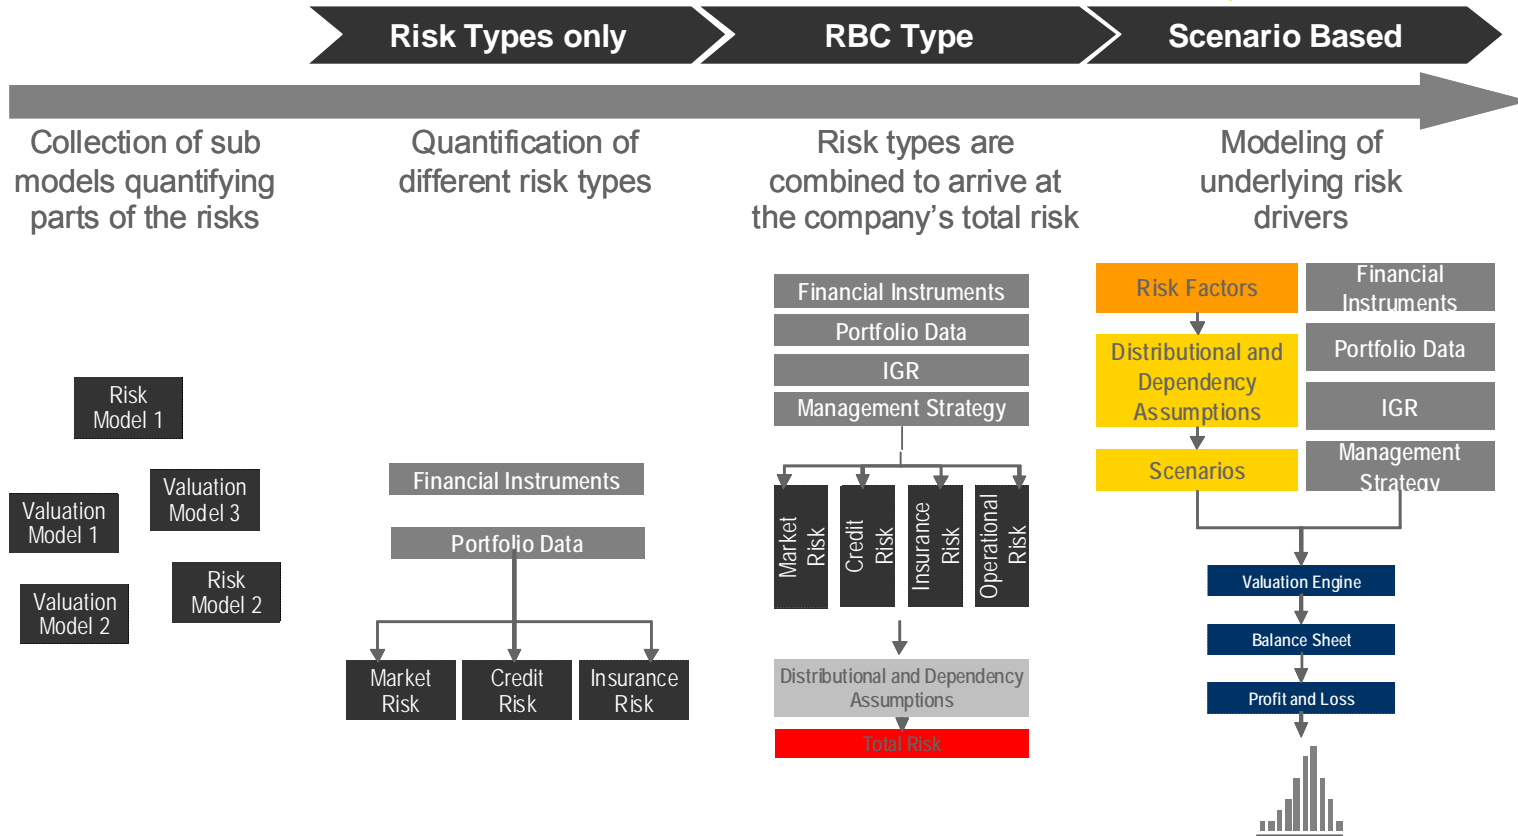 Risk Types only
RBC Type
Scenario Based
Collection of sub
models quantifying
parts of the risks
Quantification of
different risk types
Risk types are
combined to arrive at
the company's total risk
Modeling of
underlying risk
drivers
Risk
Model 1
Valuation
Model 3
Valuation
Model 1
Risk
Model 2
Valuation
Model 2
Financial Instruments
Portfolio Data
Market
Risk
Credit
Risk
Insurance
Risk
Financial Instruments
Portfolio Data
IGR
Management Strategy
Market
Risk
Credit
Risk
Insurance
Risk
Operational
Risk
Distributional and Dependency
Assumptions
Total Risk
Risk Factors
Distributional and
Dependency
Assumptions
Scenarios
Financial
Instruments
Portfolio Data
IGR
Management
Strategy
Valuation Engine
Balance Sheet
Profit and Loss